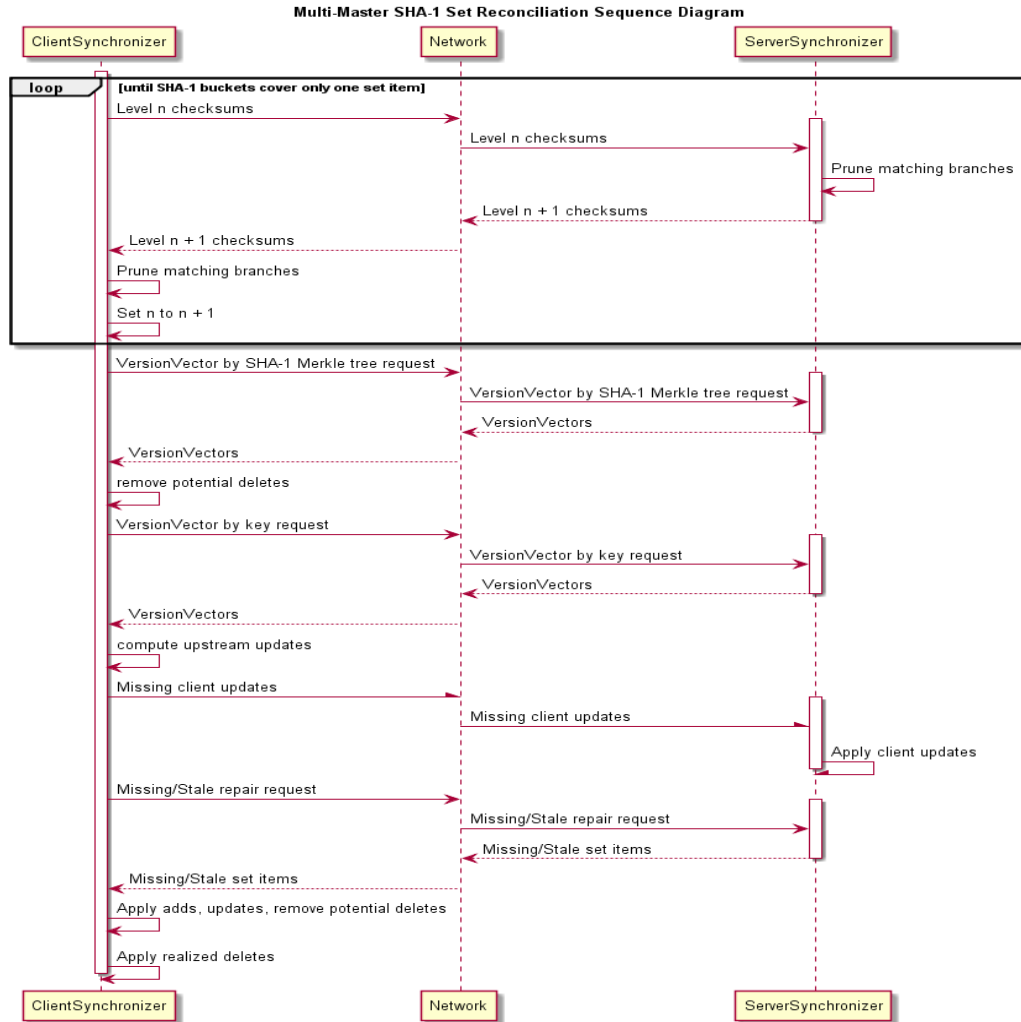 Multi-Master SHA-1 Set Reconciliation Sequence Diagram
ClientSynchronizer Network ServerSynchronizer
loop [until SHA-1 buckets cover only one set item]
Level n checksums
Level n checksums
Prune matching branches
Level n + 1 checksums
Level n + 1 checksums
Prune matching branches
Set n to n + 1
VersionVector by SHA-1 Merkle tree request
VersionVector by SHA-1 Merkle tree request
VersionVectors
VersionVectors
remove potential deletes
VersionVector by key request
VersionVector by key request
VersionVectors
VersionVectors
compute upstream updates
Missing client updates
Missing client updates
Apply client updates
Missing/Stale repair request
Missing/Stale repair request
Missing/Stale set items
Missing/Stale set items
Apply adds, updates, remove potential deletes
Apply realized deletes
ClientSynchronizer Network ServerSynchronizer